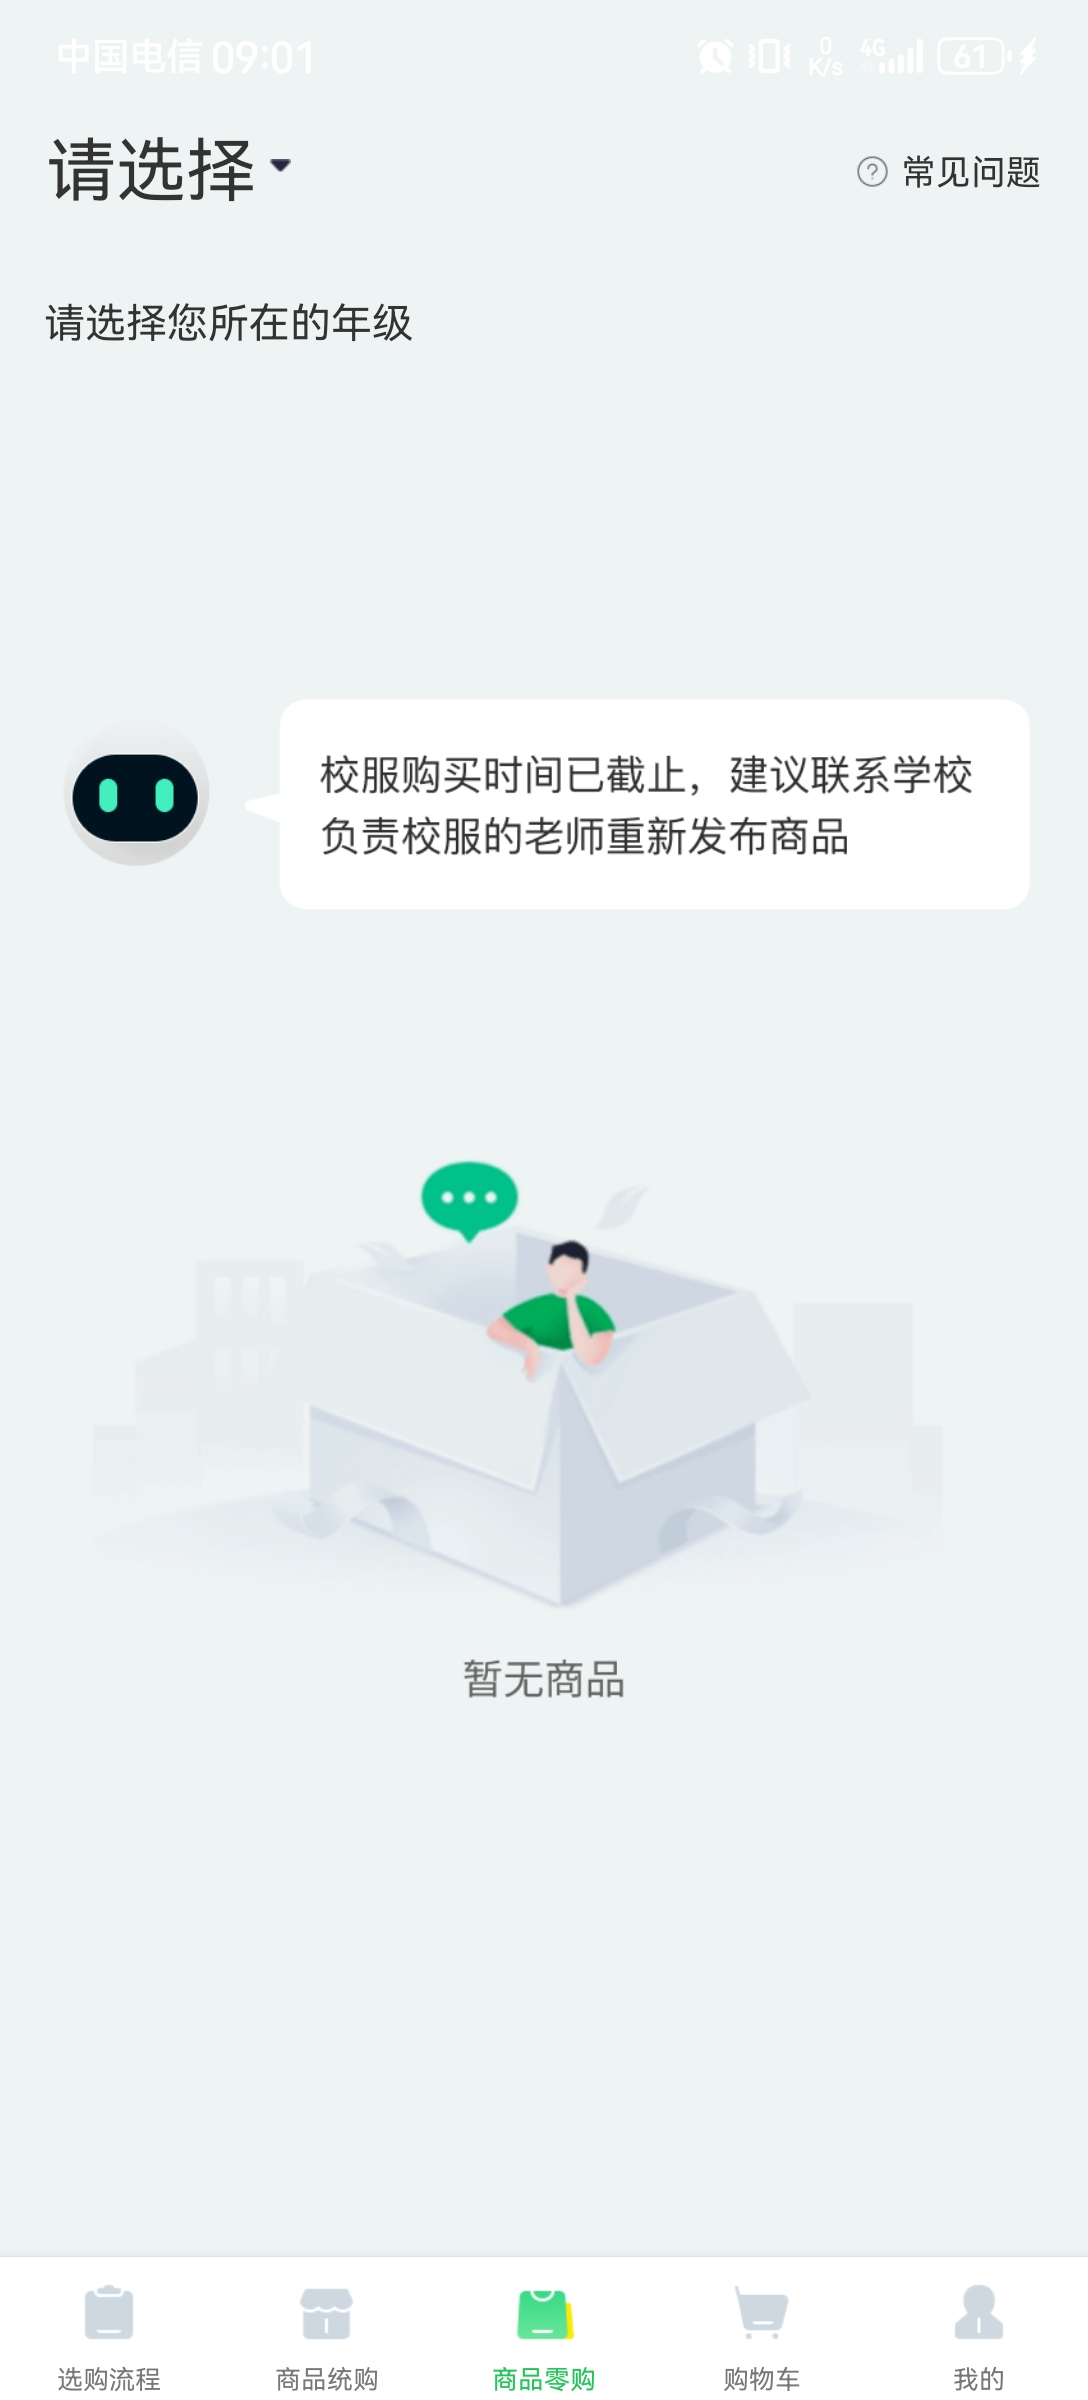 中国电信 09:01
0
K/s
4G
61
请选择
常见问题
请选择您所在的年级
校服购买时间已截止，建议联系学校
负责校服的老师重新发布商品
暂无商品
选购流程
商品统购
商品零购
购物车
我的